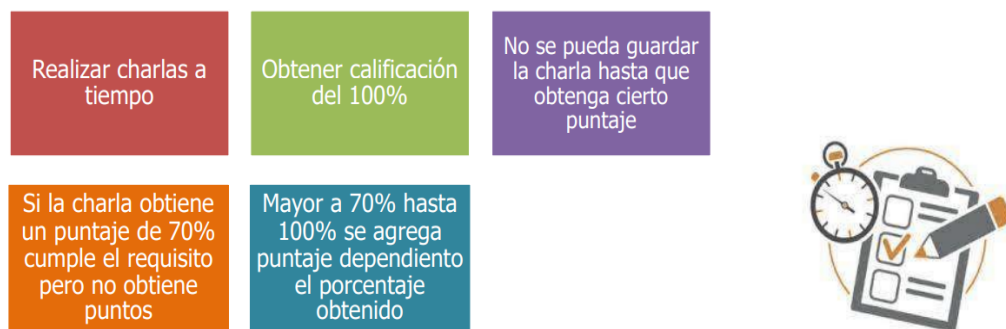 Realizar charlas a
tiempo
Obtener calificación
del 100%
No se pueda guardar
la charla hasta que
obtenga cierto
puntaje
Si la charla obtiene
un puntaje de 70%
cumple el requisito
pero no obtiene
puntos
Mayor a 70% hasta
100% se agrega
puntaje dependiento
el porcentaje
obtenido